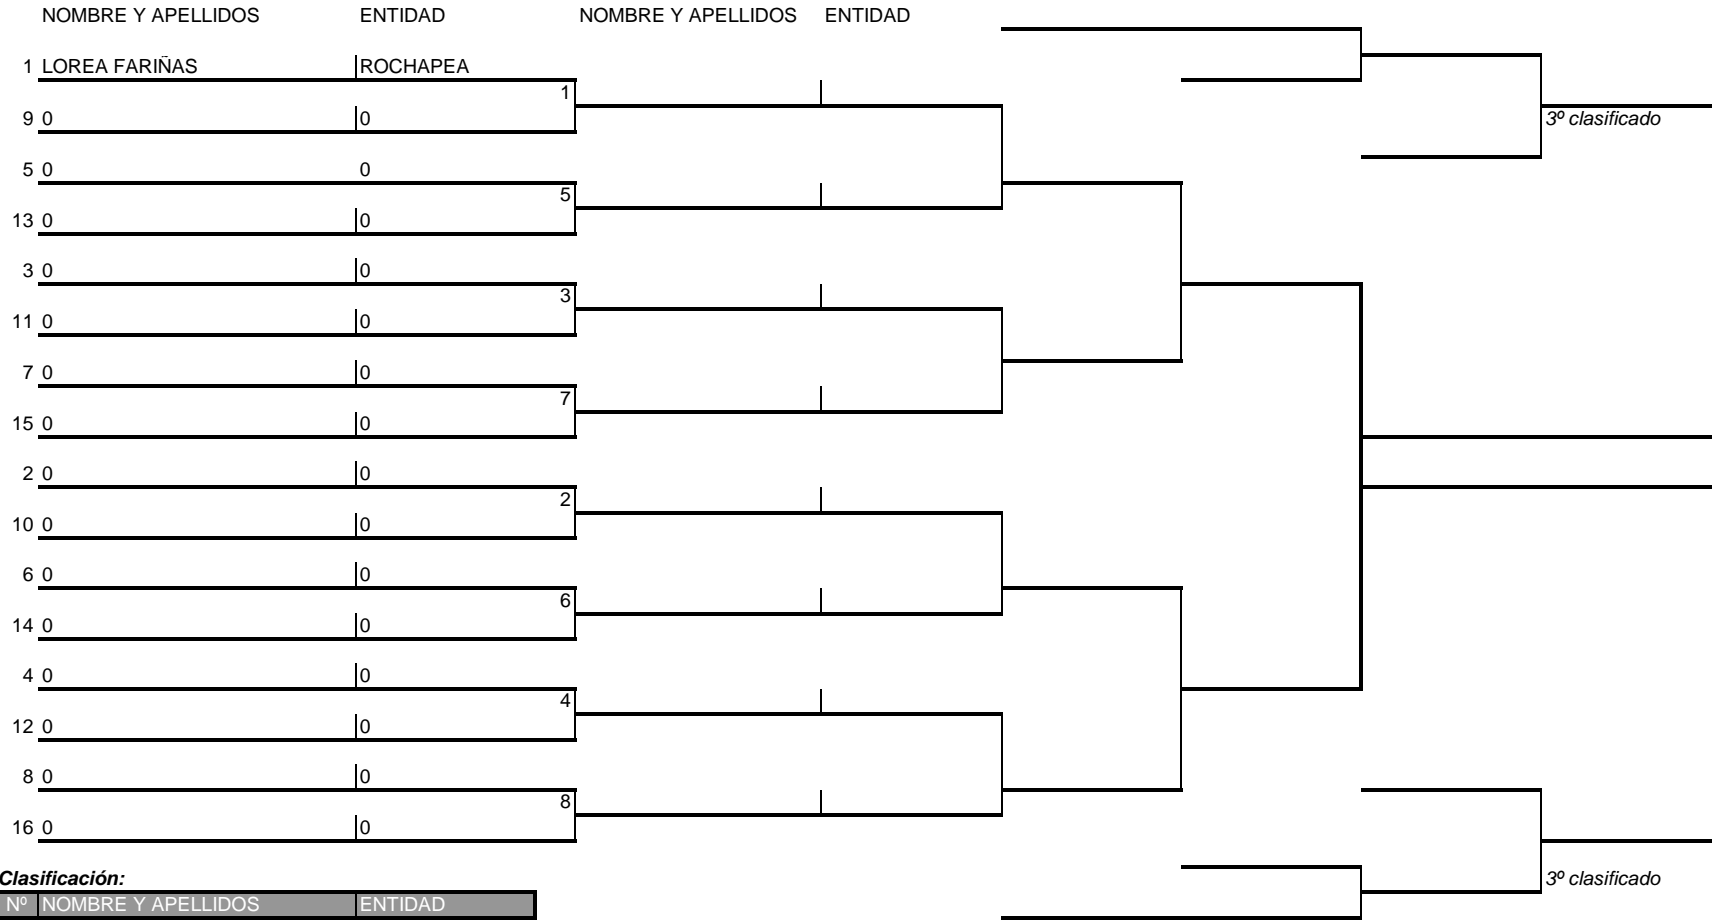 NOMBRE Y APELLIDOS ENTIDAD NOMBRE Y APELLIDOS ENTIDAD
1 LOREA FARIÑAS ROCHAPEA
1
9 0 0
3º clasificado
5 0 0
5
13 0 0
3 0 0
3
11 0 0
7 0 0
7
15 0 0
2 0 0
2
10 0 0
6 0 0
6
14 0 0
4 0 0
4
12 0 0
8 0 0
8
16 0 0
Clasificación:
3º clasificado
Nº NOMBRE Y APELLIDOS ENTIDAD